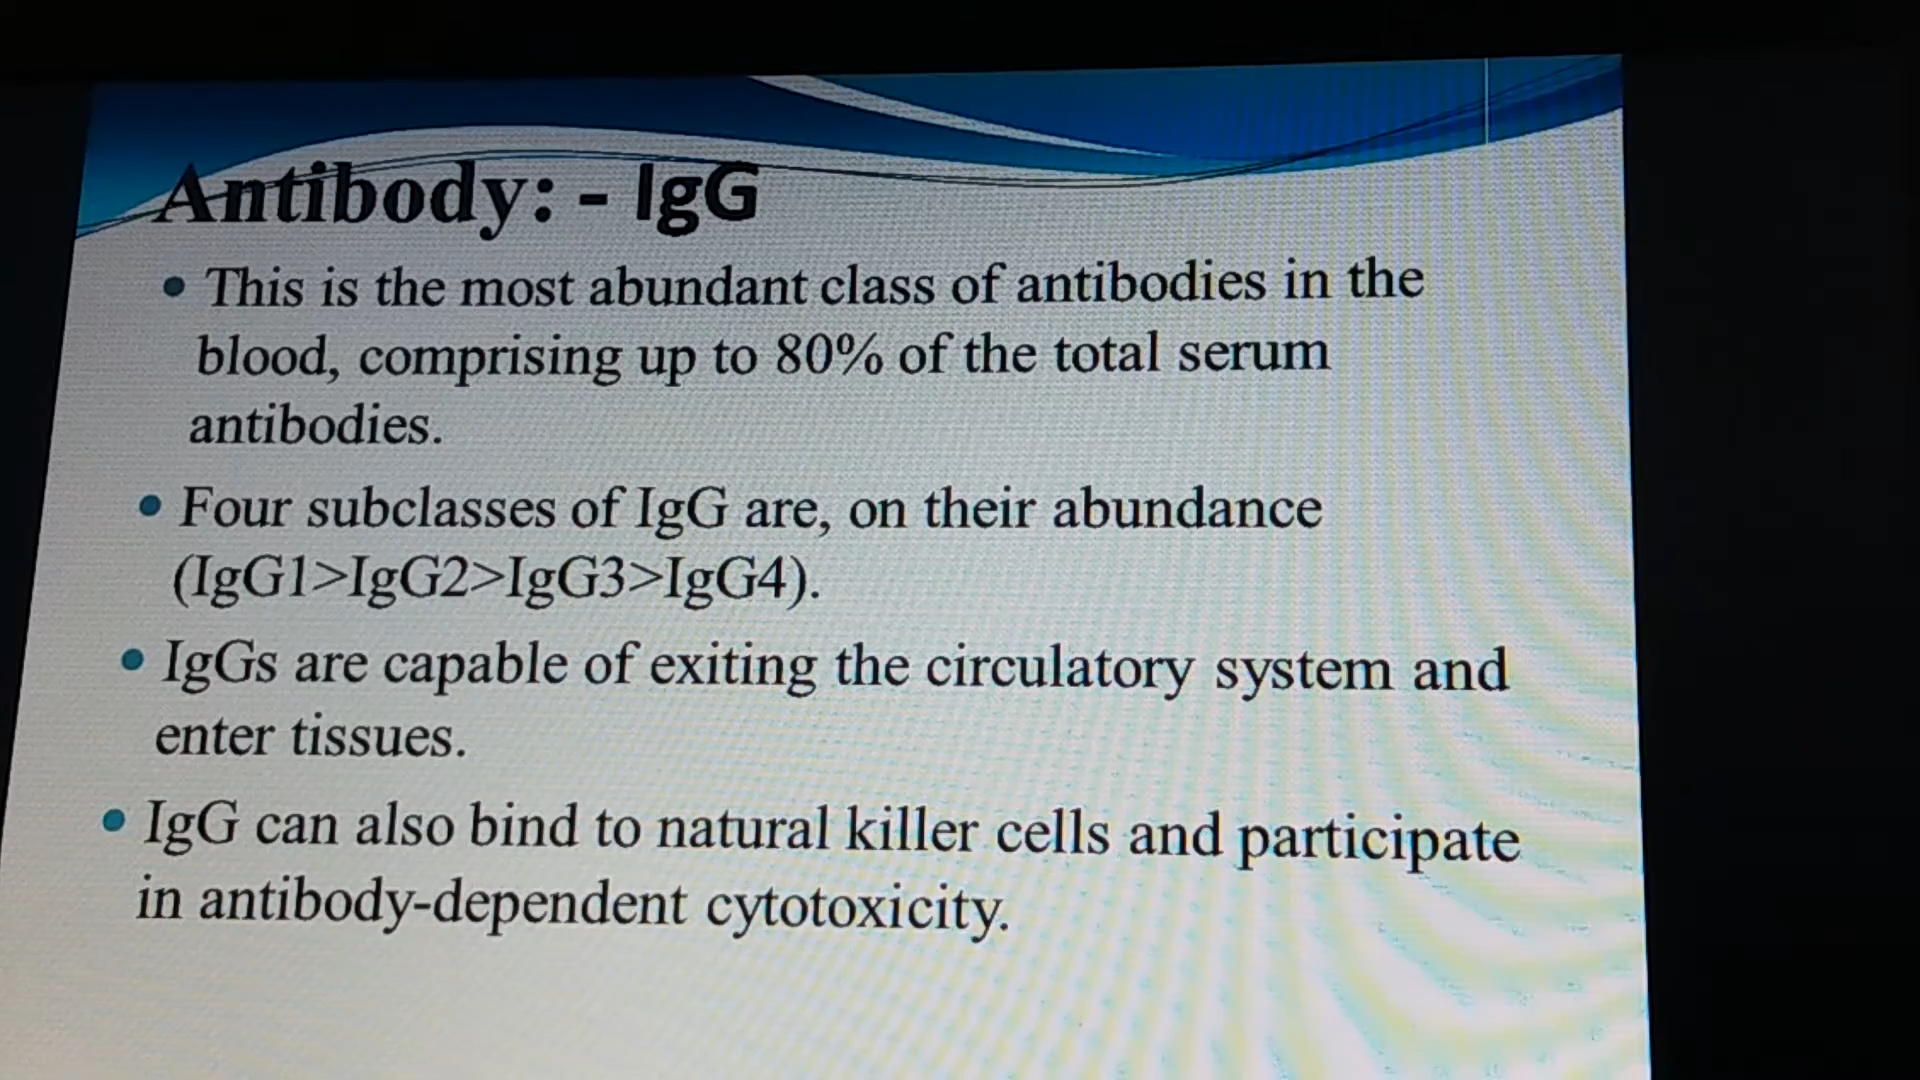 Antibody: - IgG
• This is the most abundant class of antibodies in the
blood, comprising up to 80% of the total serum
antibodies.
• Four subclasses of IgG are, on their abundance
(IgG1>IgG2>IgG3>IgG4).
• IgGs are capable of exiting the circulatory system and
enter tissues.
• IgG can also bind to natural killer cells and participate
in antibody-dependent cytotoxicity.